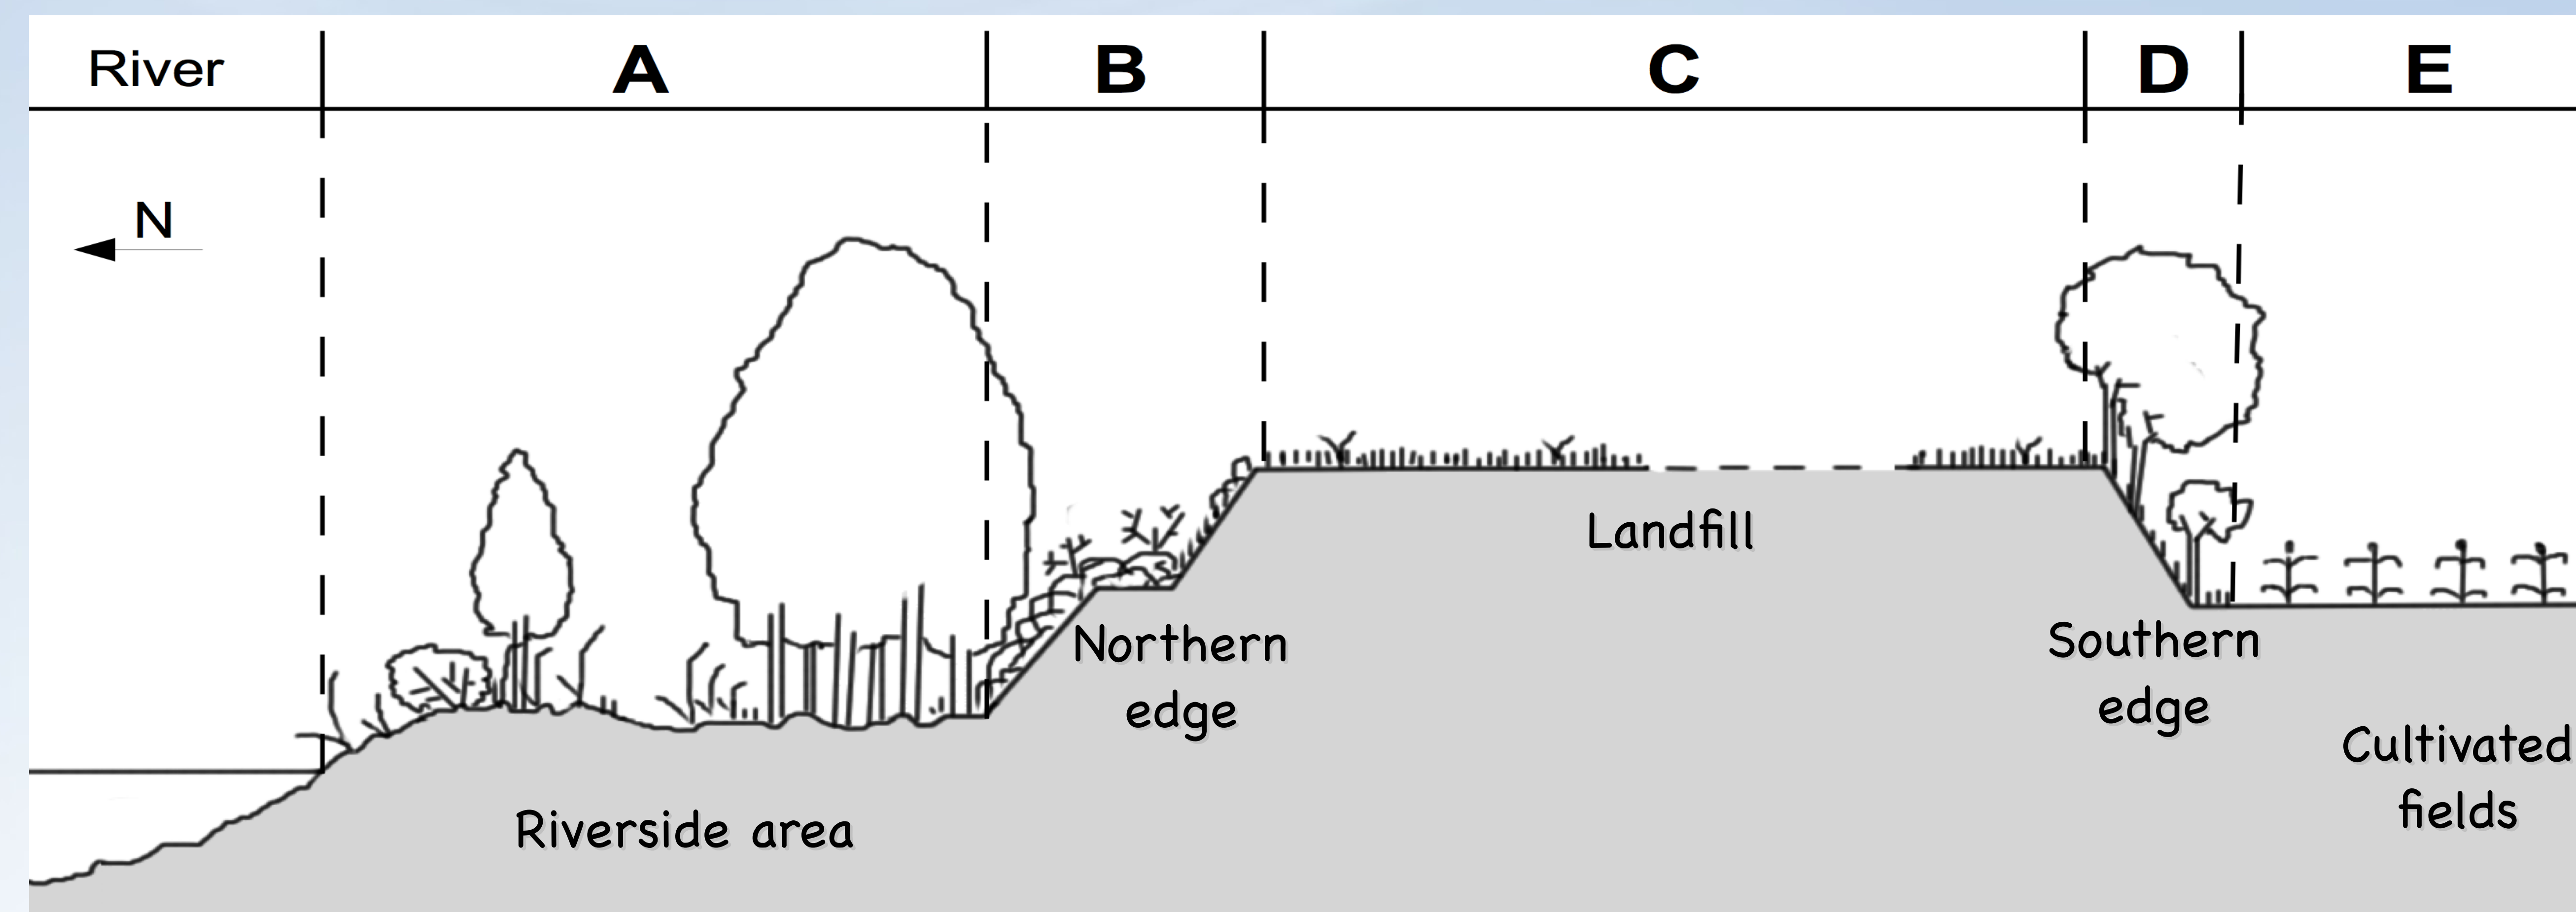 River A B C D E
N
Landfill
Northern
edge
Southern
edge
Cultivated
fields
Riverside area